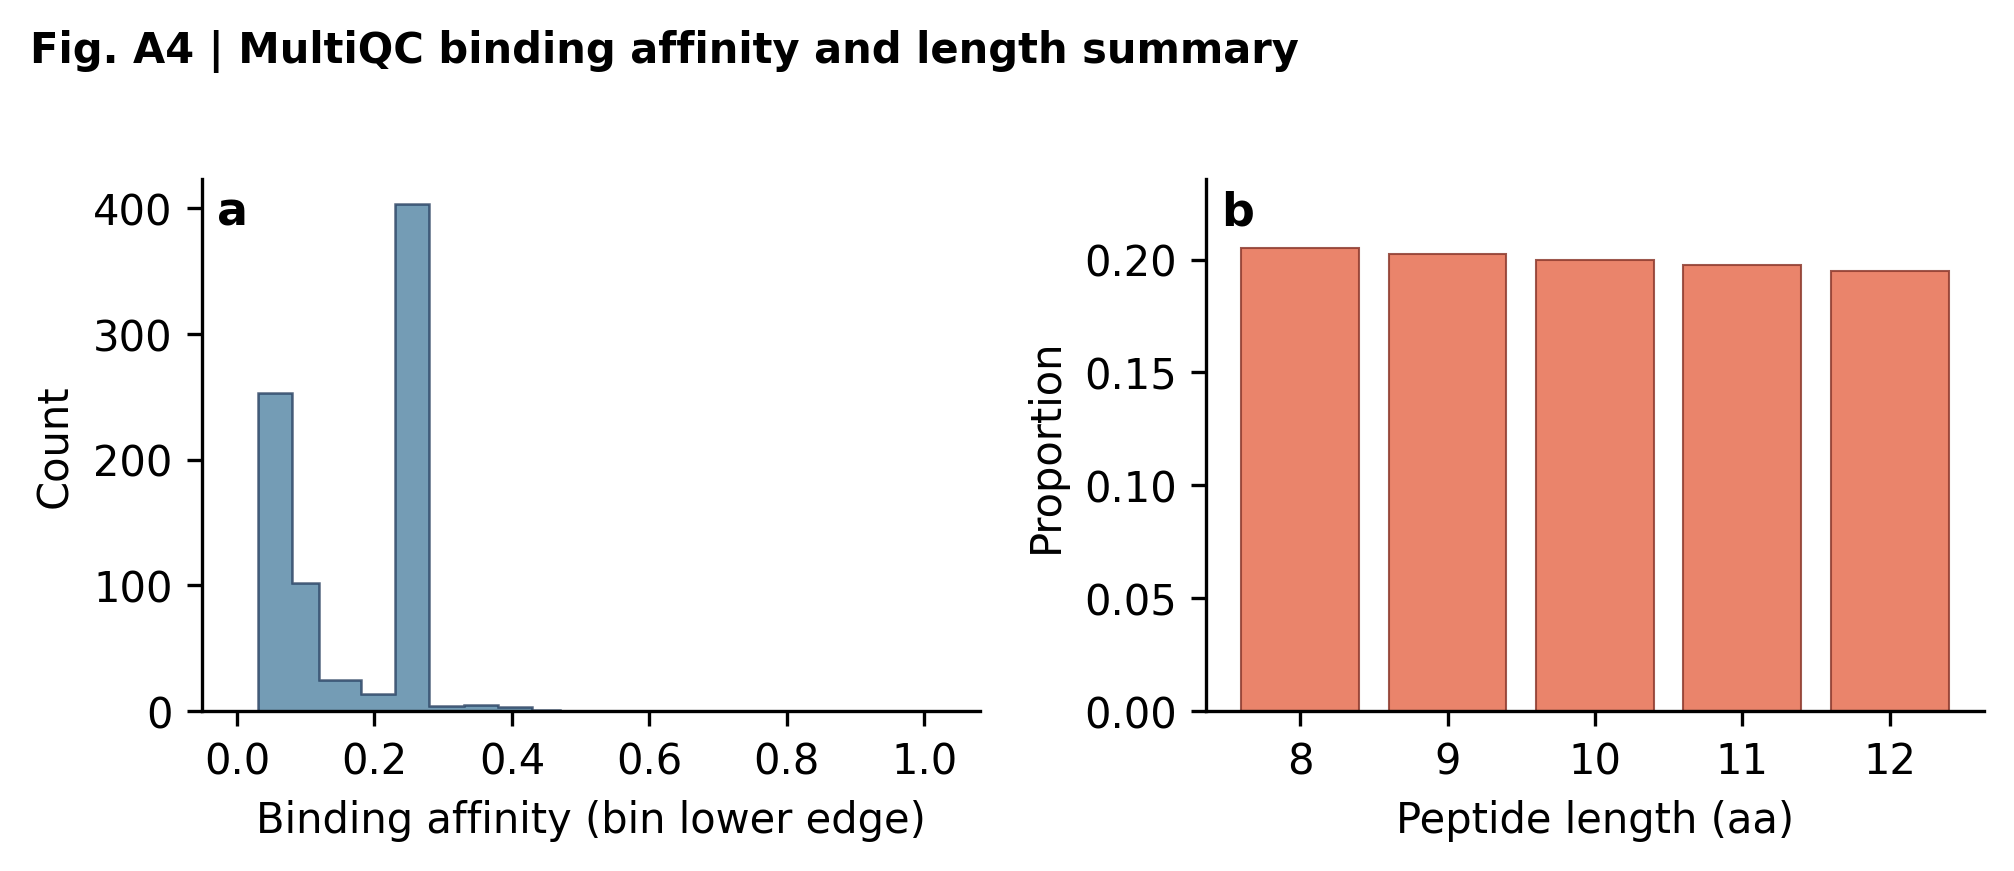 Fig. A4 | MultiQC binding affinity and length summary
a
400
300
200
100
0
Count
0.0 0.2 0.4 0.6 0.8 1.0
Binding affinity (bin lower edge)
b
0.20
0.15
0.10
0.05
0.00
Proportion
8 9 10 11 12
Peptide length (aa)